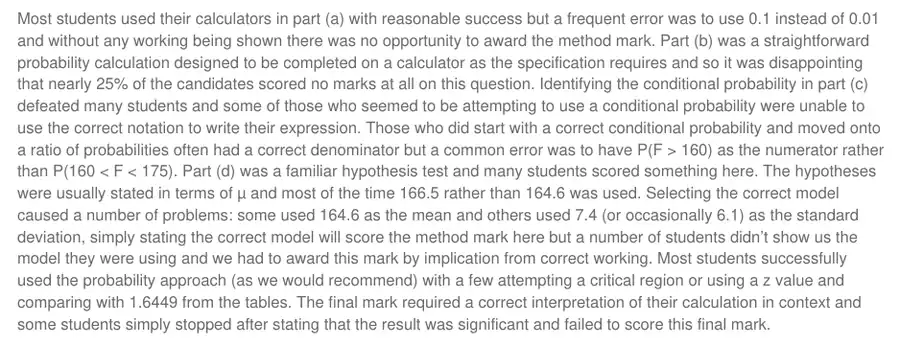 Most students used their calculators in part (a) with reasonable success but a frequent error was to use 0.1 instead of 0.01
and without any working being shown there was no opportunity to award the method mark. Part (b) was a straightforward
probability calculation designed to be completed on a calculator as the specification requires and so it was disappointing
that nearly 25% of the candidates scored no marks at all on this question. Identifying the conditional probability in part (c)
defeated many students and some of those who seemed to be attempting to use a conditional probability were unable to
use the correct notation to write their expression. Those who did start with a correct conditional probability and moved onto
a ratio of probabilities often had a correct denominator but a common error was to have P(F > 160) as the numerator rather
than P(160 < F < 175). Part (d) was a familiar hypothesis test and many students scored something here. The hypotheses
were usually stated in terms of μ and most of the time 166.5 rather than 164.6 was used. Selecting the correct model
caused a number of problems: some used 164.6 as the mean and others used 7.4 (or occasionally 6.1) as the standard
deviation, simply stating the correct model will score the method mark here but a number of students didn't show us the
model they were using and we had to award this mark by implication from correct working. Most students successfully
used the probability approach (as we would recommend) with a few attempting a critical region or using a z value and
comparing with 1.6449 from the tables. The final mark required a correct interpretation of their calculation in context and
some students simply stopped after stating that the result was significant and failed to score this final mark.